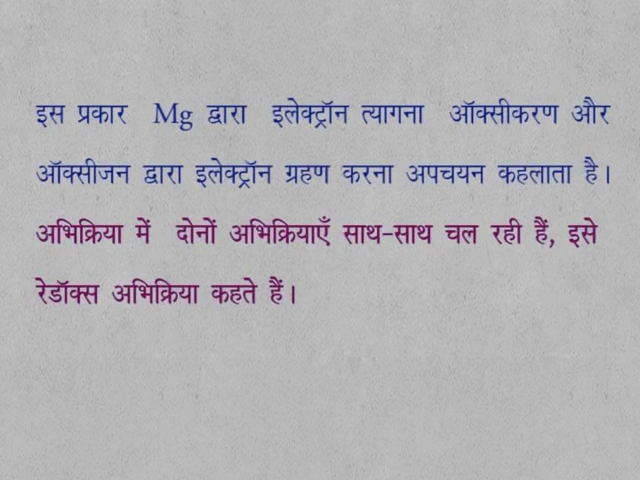 इस प्रकार Mg द्वारा इलेक्ट्रॉन त्यागना ऑक्सीकरण और
ऑक्सीजन द्वारा इलेक्ट्रॉन ग्रहण करना अपचयन कहलाता है।
अभिक्रिया में दोनों अभिक्रियाएँ साथ-साथ चल रही हैं, इसे
रेडॉक्स अभिक्रिया कहते हैं।